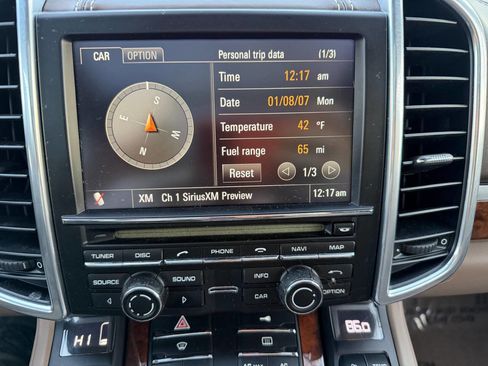 CAR OPTION Personal trip data (1/3)
Time 12:17 am
Date 01/08/07 Mon
Temperature 42 °F
Fuel range 65 mi
Reset 1/3
S
E
W
N
XM Ch 1 SiriusXM Preview 12:17 am
TUNER DISC PHONE NAVI MAP
SOURCE SOUND INFO
CAR OPTION
HI 86.0